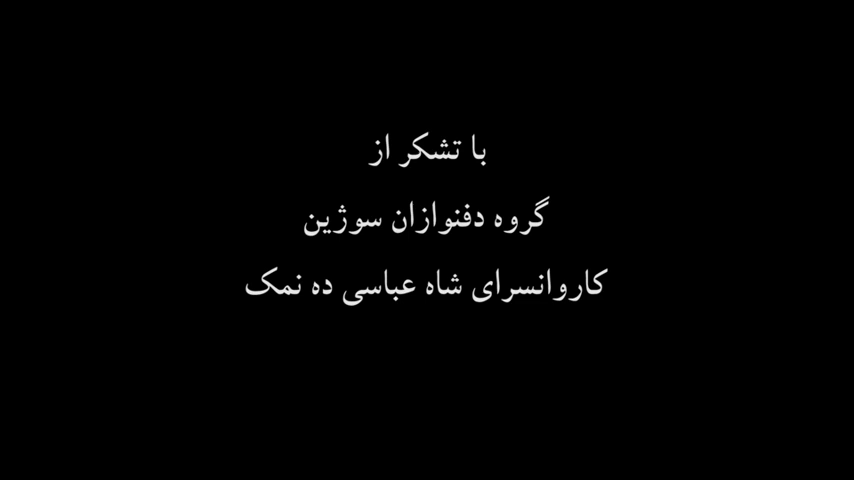 با تشکر از
گروه دفنوازان سوژین
کاروانسرای شاه عباسی ده نمک